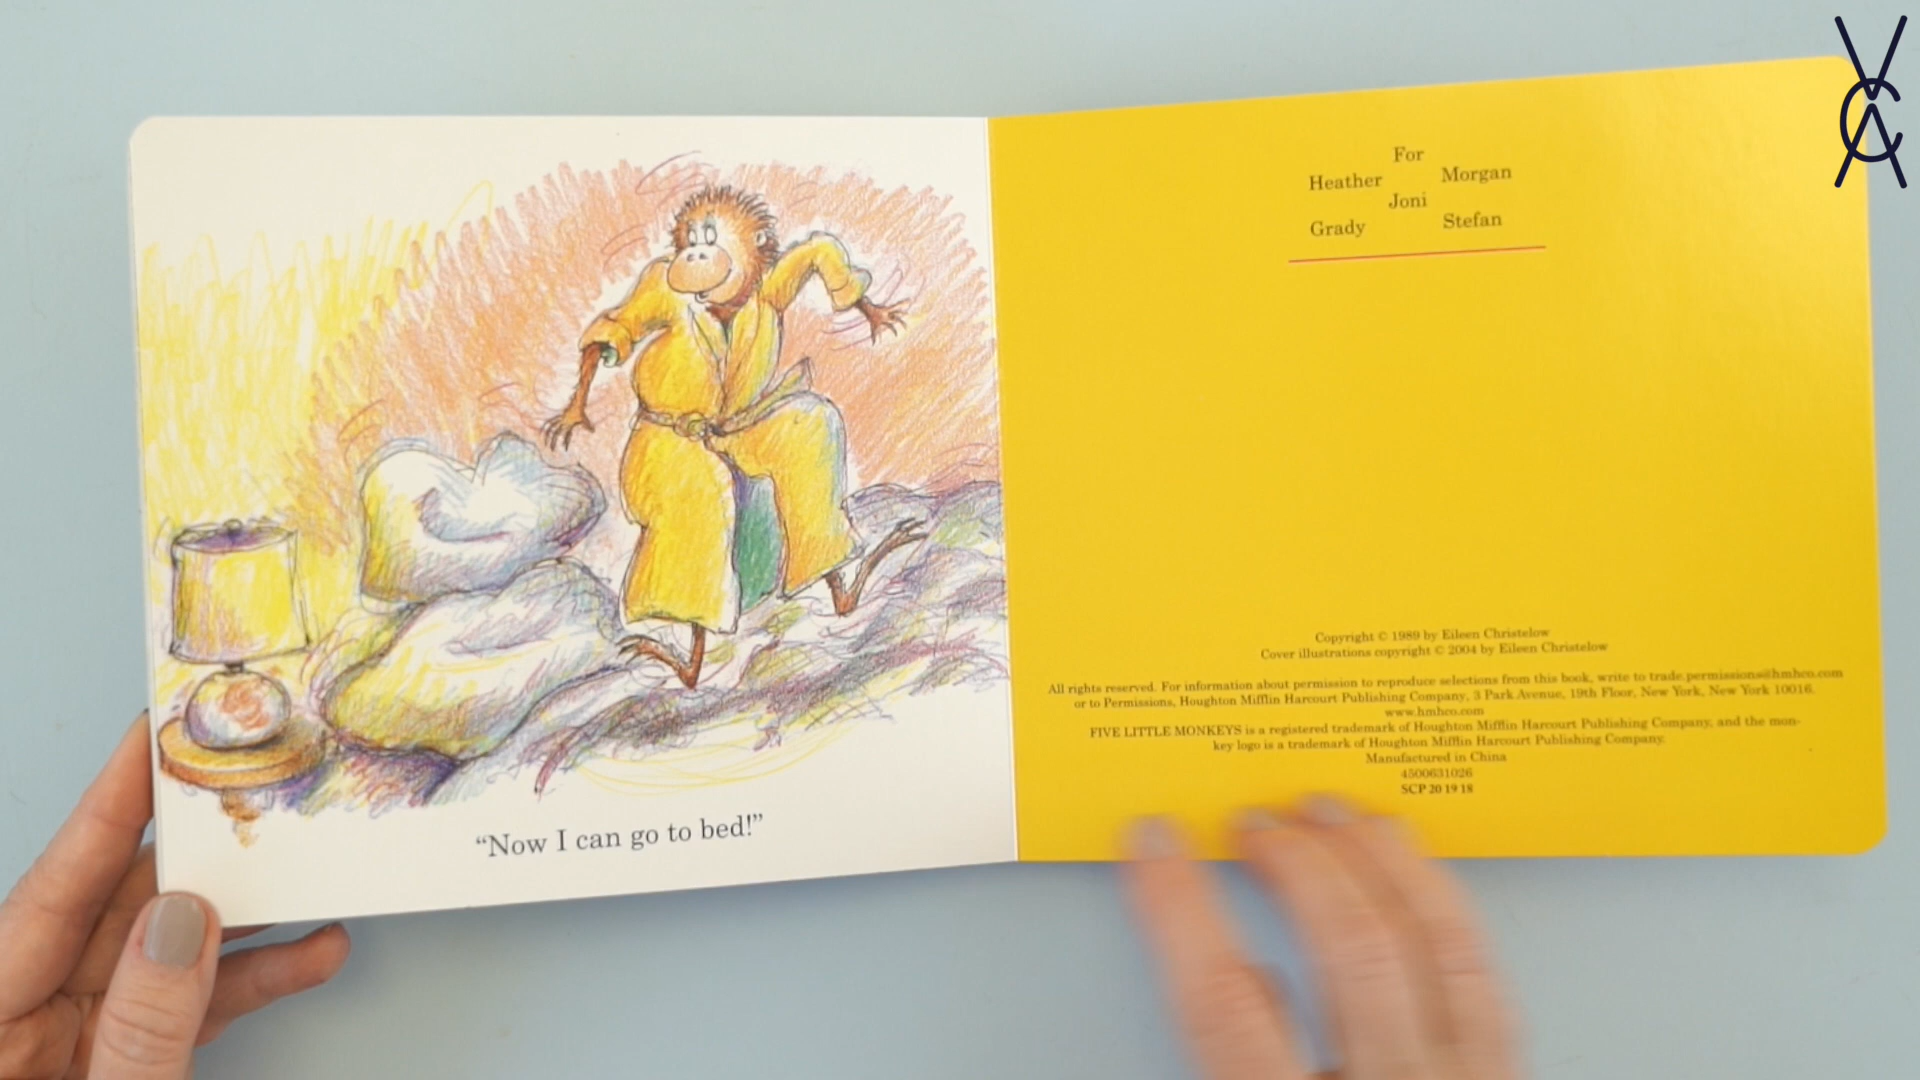 “Now I can go to bed!”
For
Heather Morgan
Joni
Grady Stefan
Copyright © 1989 by Eileen Christelow
Cover illustrations copyright © 2004 by Eileen Christelow
All rights reserved. For information about permission to reproduce selections from this book, write to trade.permissions@hmhco.com
or to Permissions, Houghton Mifflin Harcourt Publishing Company, 3 Park Avenue, 19th Floor, New York, New York 10016.
www.hmhco.com
FIVE LITTLE MONKEYS is a registered trademark of Houghton Mifflin Harcourt Publishing Company, and the mon-
key logo is a trademark of Houghton Mifflin Harcourt Publishing Company.
Manufactured in China
4500631026
SCP 20 19 18
VCA